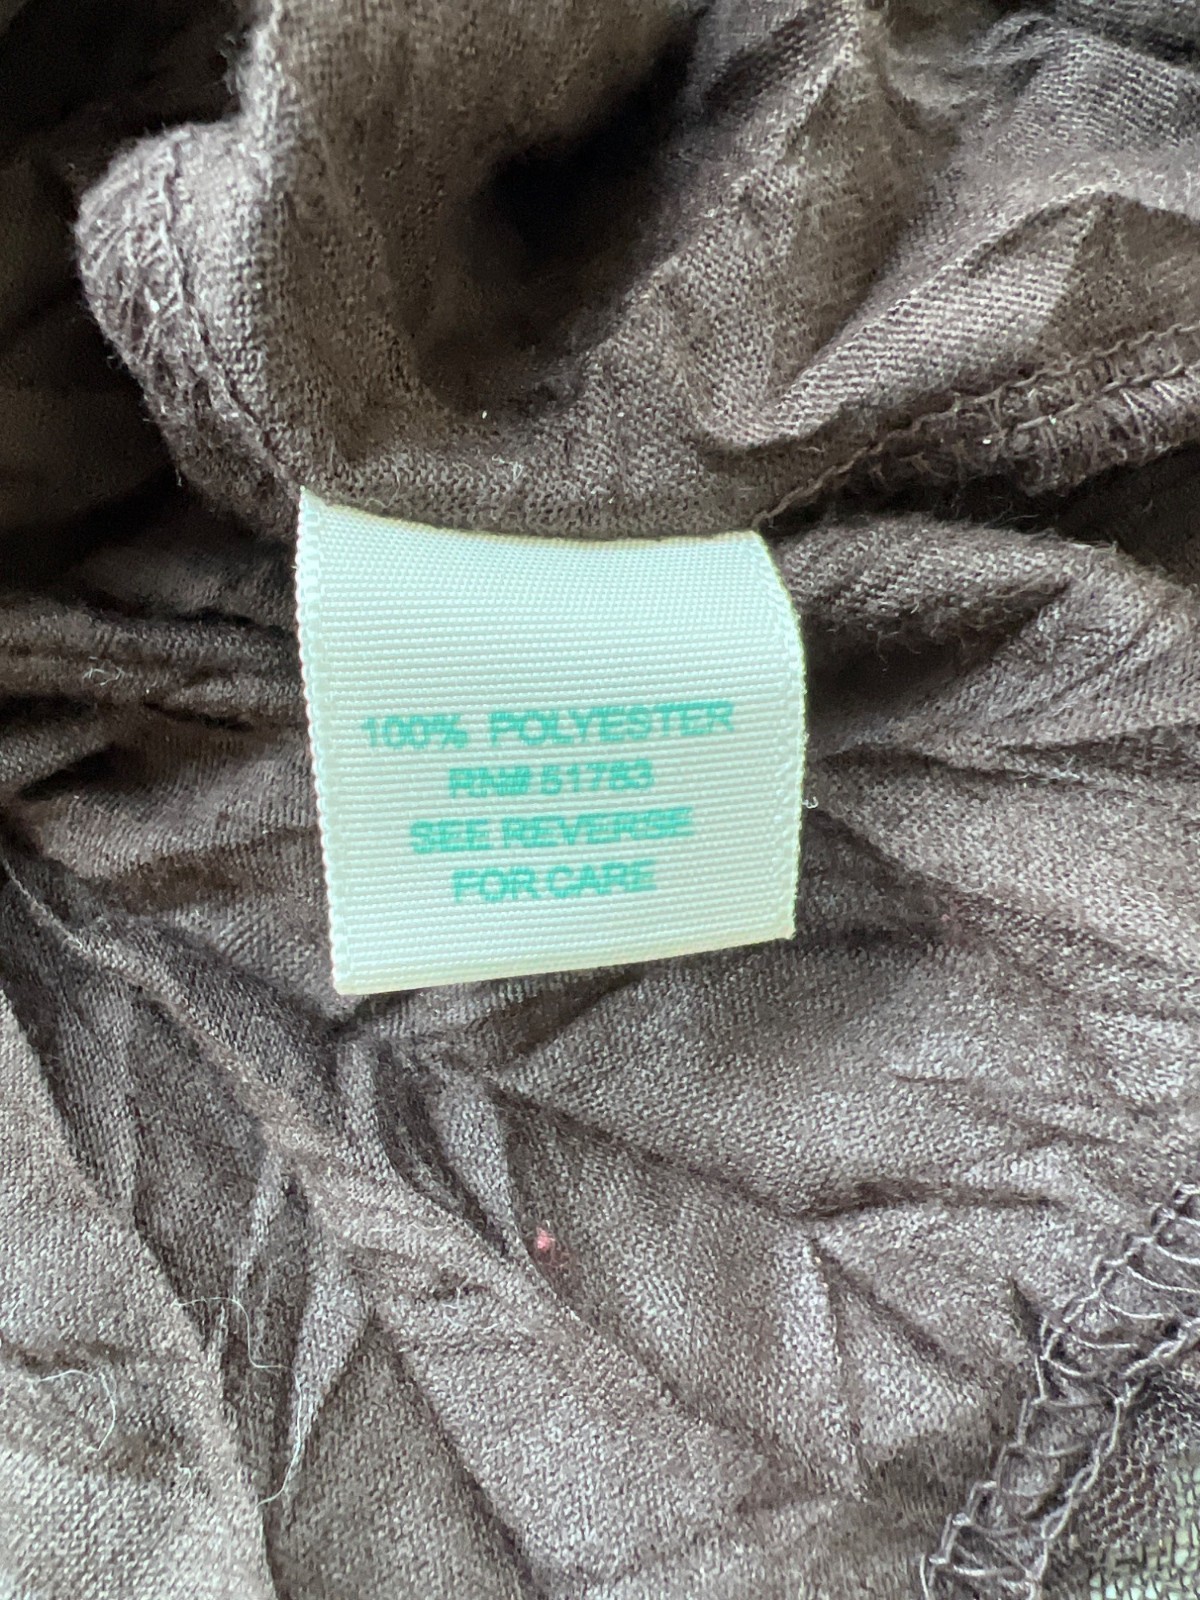 100% POLYESTER
RN# 51783
SEE REVERSE
FOR CARE